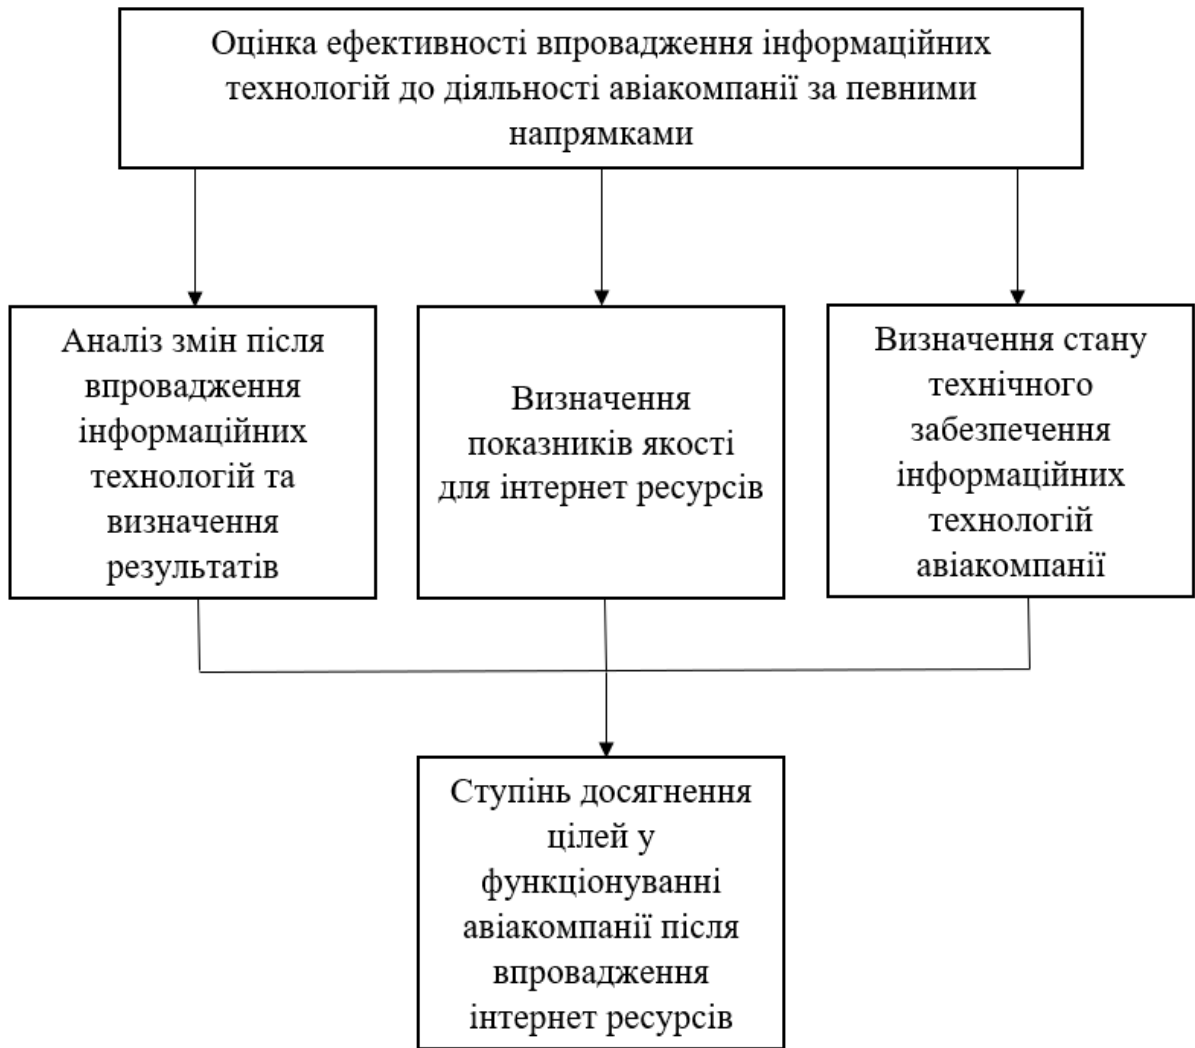 Оцінка ефективності впровадження інформаційних
технологій до діяльності авіакомпанії за певними
напрямками
Аналіз змін після
впровадження
інформаційних
технологій та
визначення
результатів
Визначення
показників якості
для інтернет ресурсів
Визначення стану
технічного
забезпечення
інформаційних
технологій
авіакомпанії
Ступінь досягнення
цілей у
функціонуванні
авіакомпанії після
впровадження
інтернет ресурсів